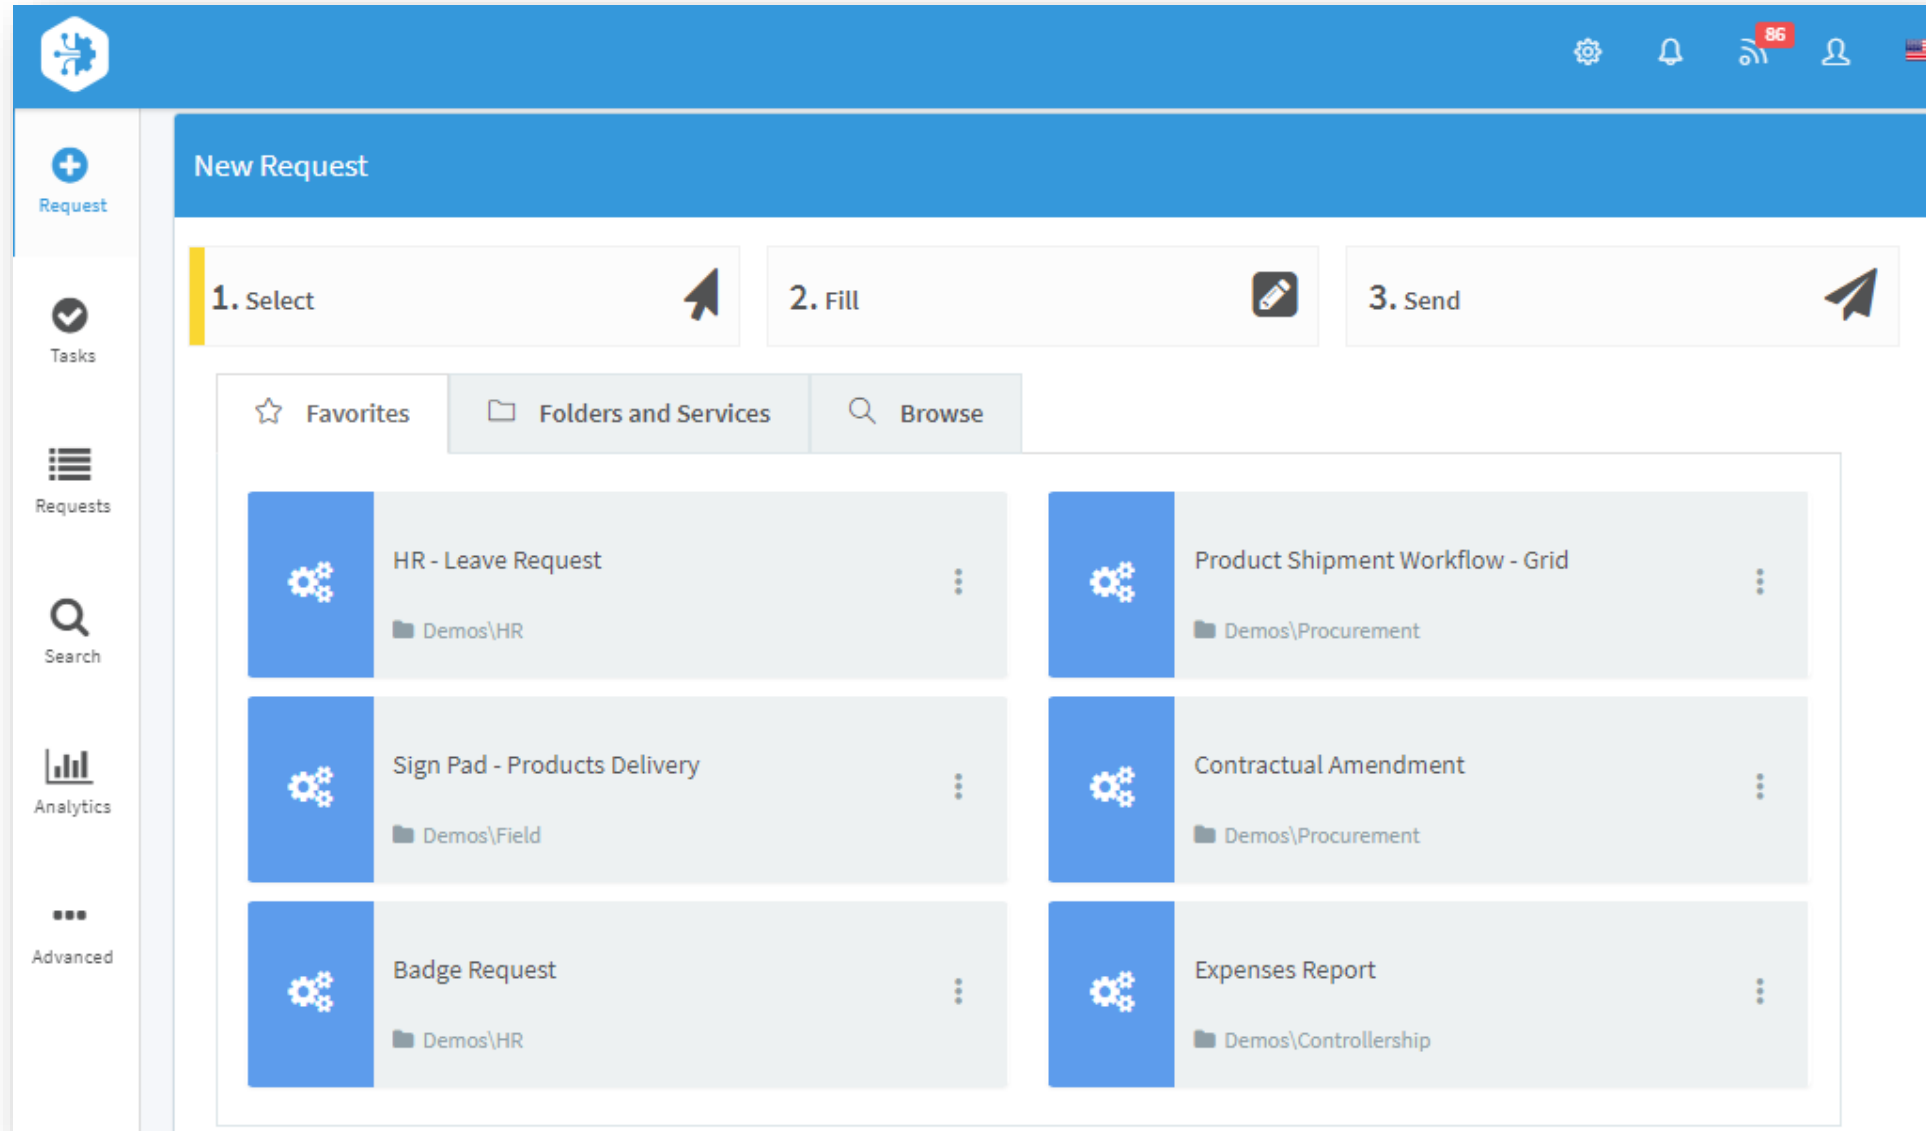 86
New Request
Request
1. Select
2. Fill
3. Send
Tasks
Favorites
Folders and Services
Browse
Requests
HR - Leave Request
Demos\HR
Product Shipment Workflow - Grid
Demos\Procurement
Search
Sign Pad - Products Delivery
Demos\Field
Contractual Amendment
Demos\Procurement
Analytics
Advanced
Badge Request
Demos\HR
Expenses Report
Demos\Controllership